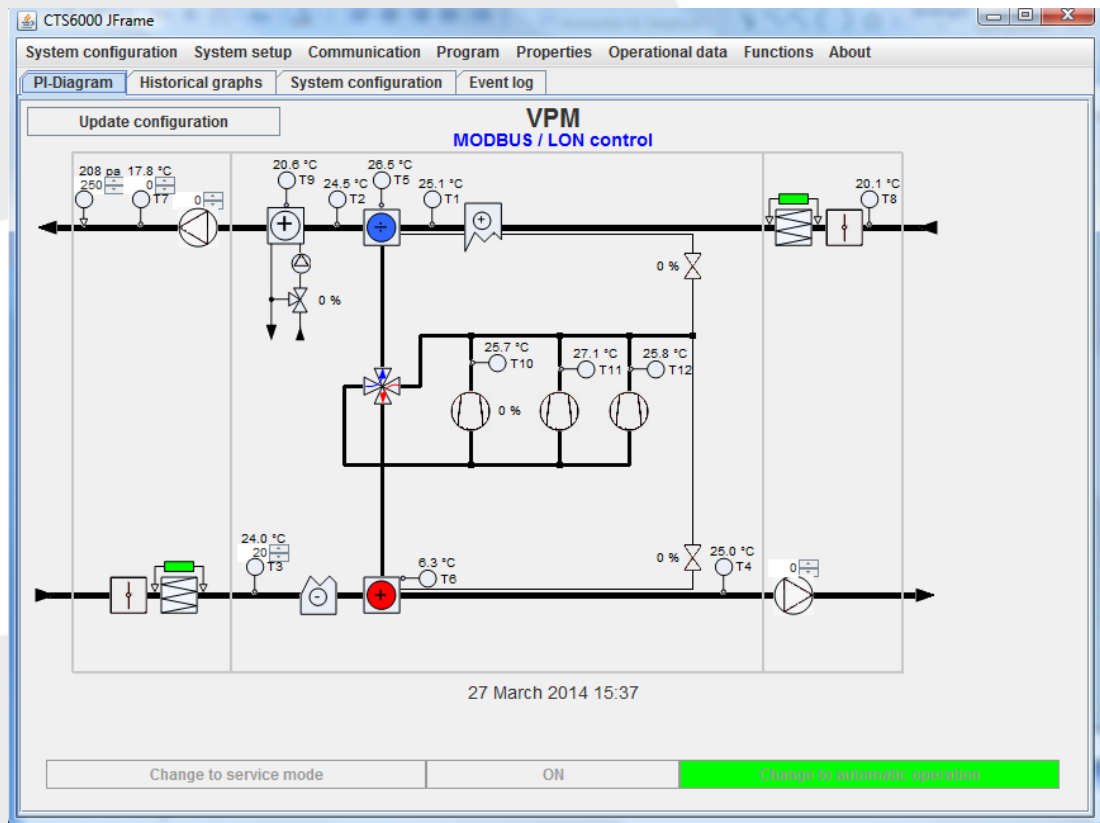 CTS6000 JFrame
System configuration System setup Communication Program Properties Operational data Functions About
PI-Diagram Historical graphs System configuration Event log
Update configuration
VPM
MODBUS / LON control
208 pa 17.8 °C
250 0
T7
0
20.6 °C
T9
24.5 °C
T2
26.5 °C
T5
25.1 °C
T1
20.1 °C
T8
0 %
0 %
25.7 °C
T10
27.1 °C
T11
25.8 °C
T12
0 %
24.0 °C
20
T3
6.3 °C
T6
0 %
25.0 °C
T4
0
27 March 2014 15:37
Change to service mode ON Change to automatic operation